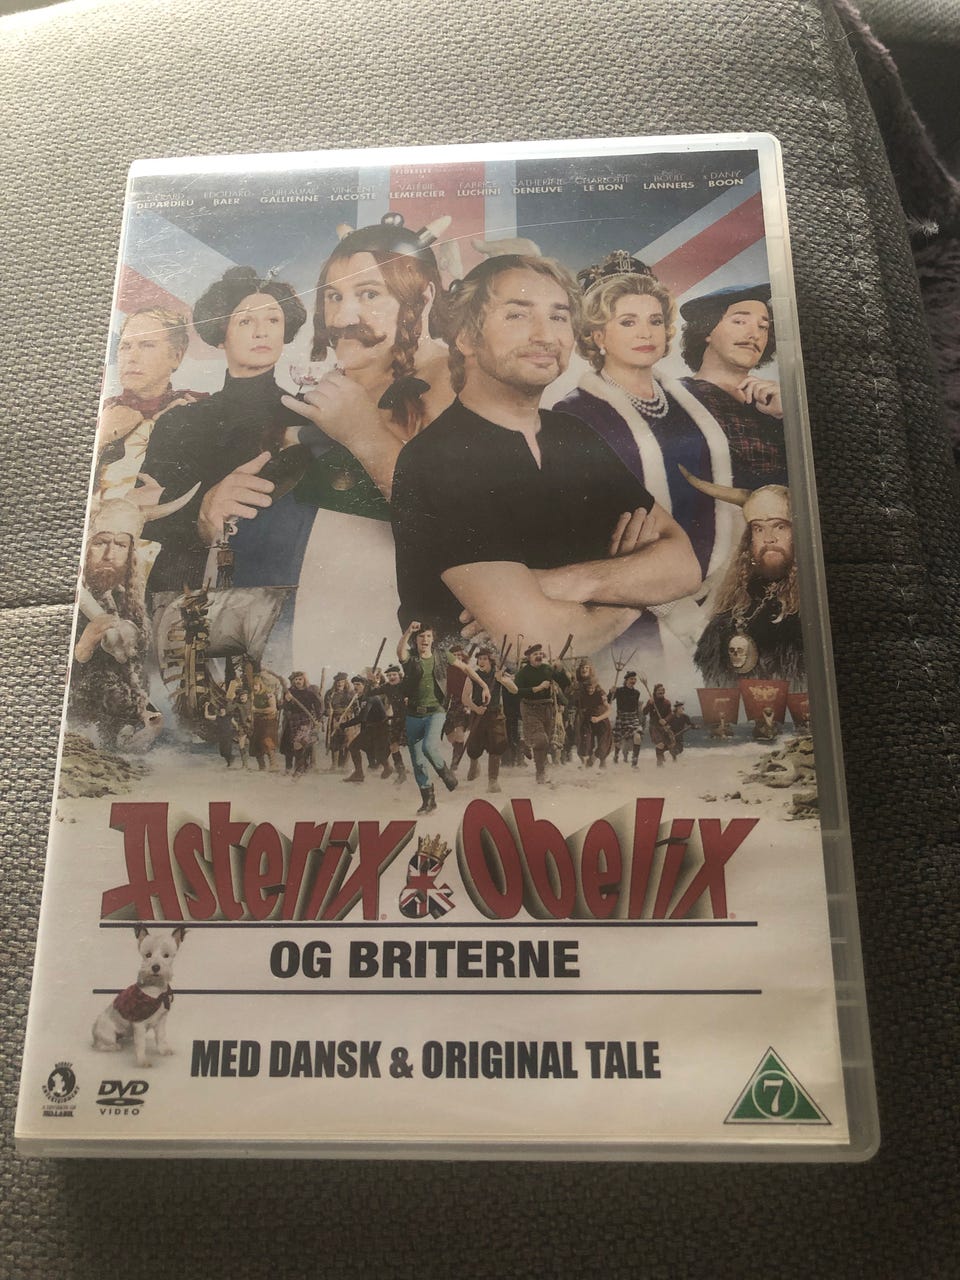 GÉRARD DEPARDIEU EDOUARD BAER GUILLAUME GALLIENNE VINCENT LACOSTE VALÉRIE LEMERCIER FABRICE LUCHINI CATHERINE DENEUVE CHARLOTTE LE BON BOULI LANNERS & DANY BOON
Asterix & Obelix
OG BRITERNE
MED DANSK & ORIGINAL TALE
DVD
VIDEO
7